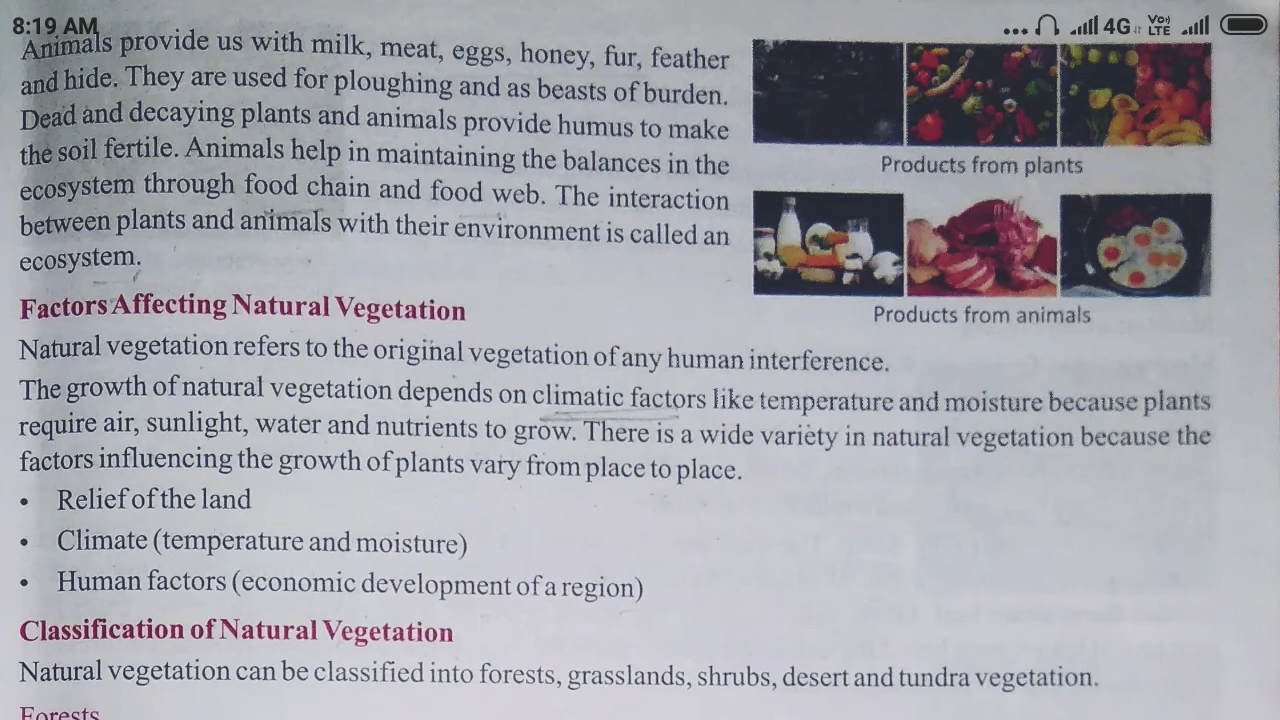 8:19 AM
4G
Vo))
LTE
Animals provide us with milk, meat, eggs, honey, fur, feather
and hide. They are used for ploughing and as beasts of burden.
Dead and decaying plants and animals provide humus to make
the soil fertile. Animals help in maintaining the balances in the
ecosystem through food chain and food web. The interaction
between plants and animals with their environment is called an
ecosystem.
Products from plants
Products from animals
Factors Affecting Natural Vegetation
Natural vegetation refers to the original vegetation of any human interference.
The growth of natural vegetation depends on climatic factors like temperature and moisture because plants
require air, sunlight, water and nutrients to grow. There is a wide variety in natural vegetation because the
factors influencing the growth of plants vary from place to place.
• Relief of the land
• Climate (temperature and moisture)
• Human factors (economic development of a region)
Classification of Natural Vegetation
Natural vegetation can be classified into forests, grasslands, shrubs, desert and tundra vegetation.
Forests